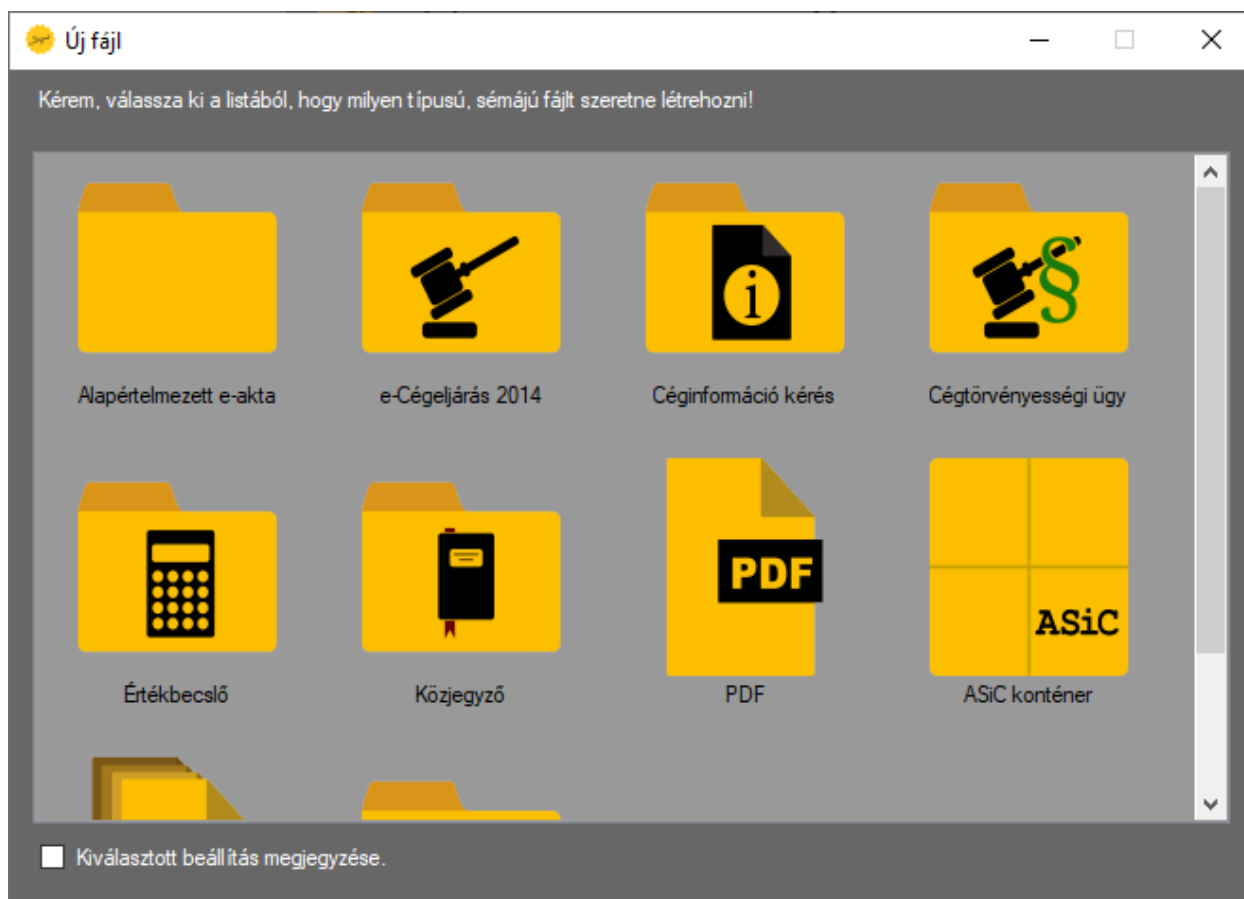 Új fájl
Kérem, válassza ki a listából, hogy milyen típusú, sémájú fájlt szeretne létrehozni!
i
§
Alapértelmezett e-akta
e-Cégeljárás 2014
Céginformáció kérés
Cégtörvényességi ügy
PDF
ASiC
Értékbecslő
Közjegyző
PDF
ASiC konténer
Kiválasztott beállítás megjegyzése.